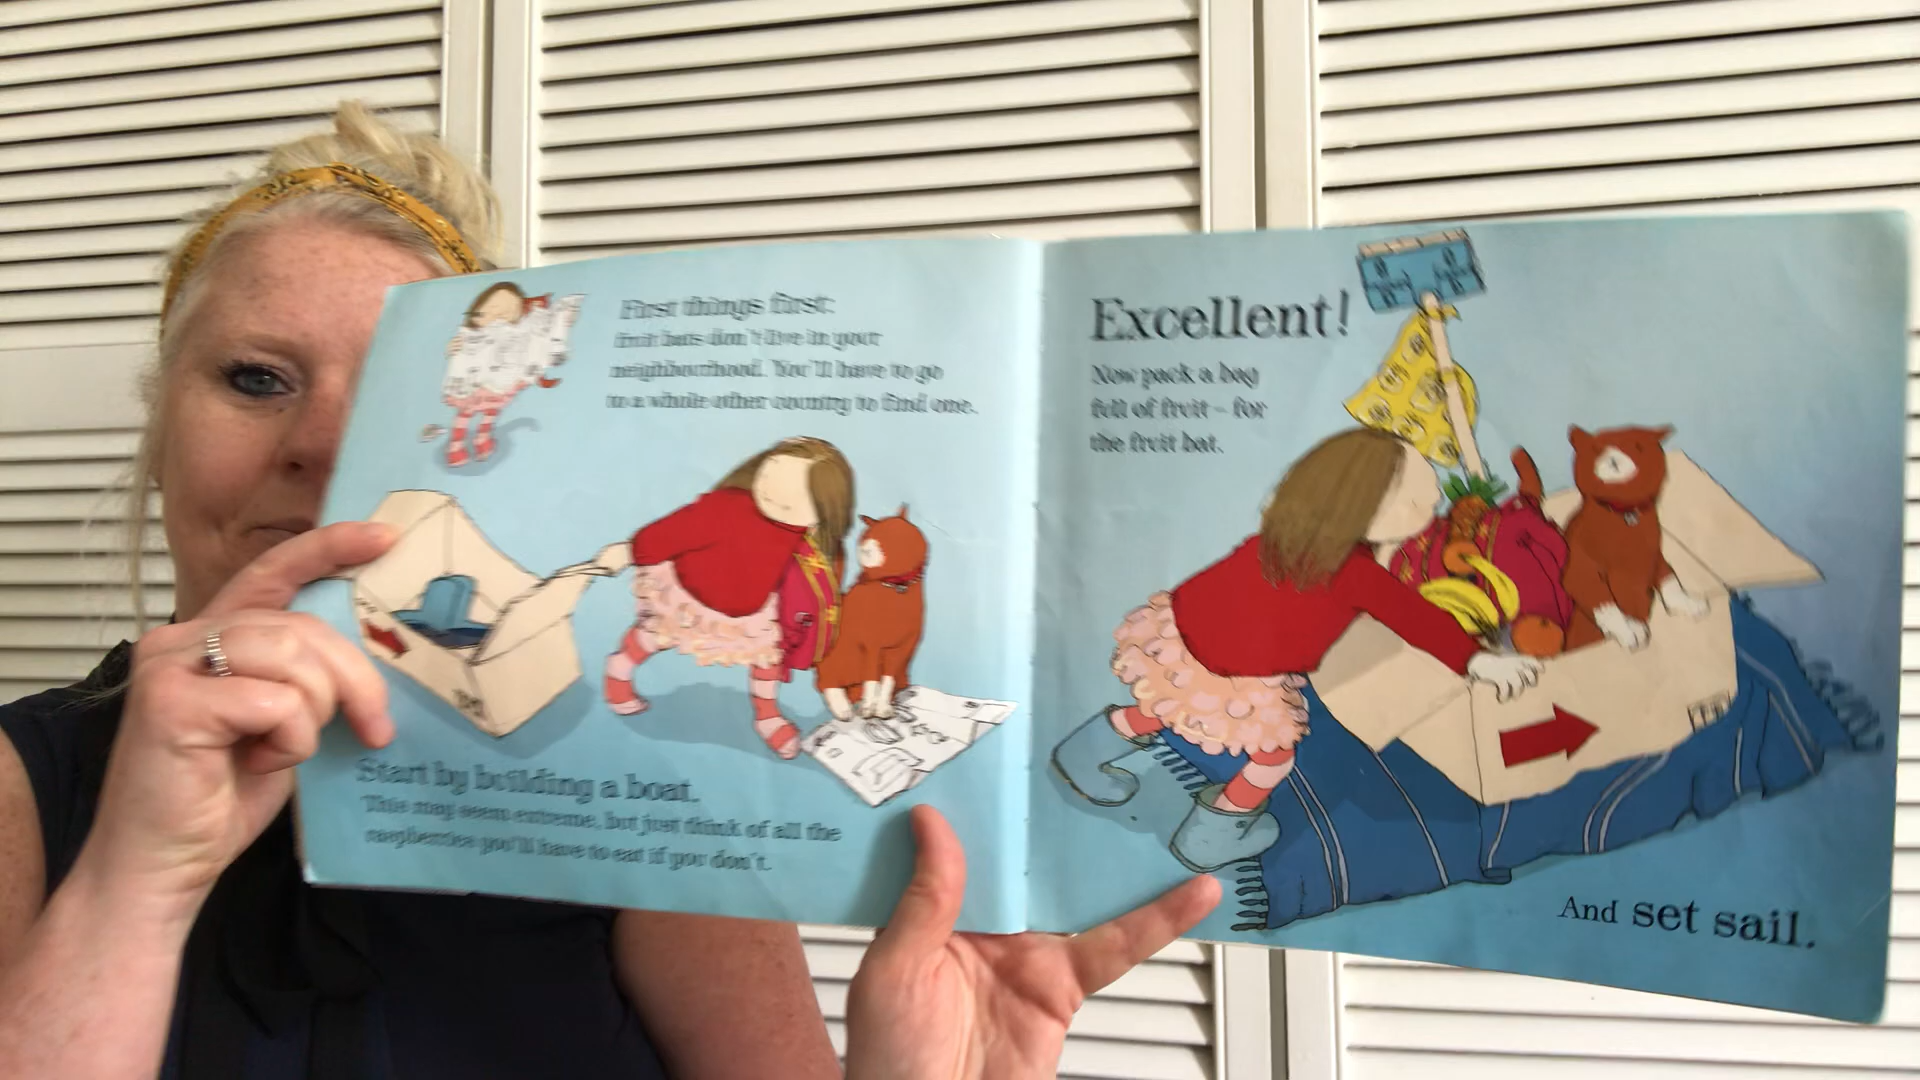 First things first:
fruit bats don't live in your
neighbourhood. You'll have to go
to a whole other country to find one.
Start by building a boat.
This may seem extreme, but just think of all the
raspberries you'll have to eat if you don't.
Excellent!
Now pack a bag
full of fruit – for
the fruit bat.
And set sail.